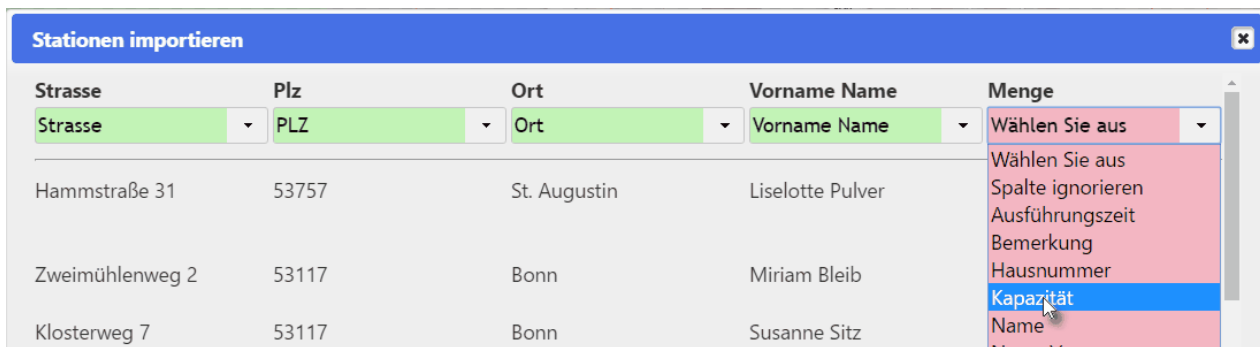 Stationen importieren
Strasse Plz Ort Vorname Name Menge
Strasse PLZ Ort Vorname Name Wählen Sie aus
Wählen Sie aus
Hammstraße 31 53757 St. Augustin Liselotte Pulver Spalte ignorieren
Ausführungszeit
Bemerkung
Zweimühlenweg 2 53117 Bonn Miriam Bleib Hausnummer
Kapazität
Klosterweg 7 53117 Bonn Susanne Sitz Name